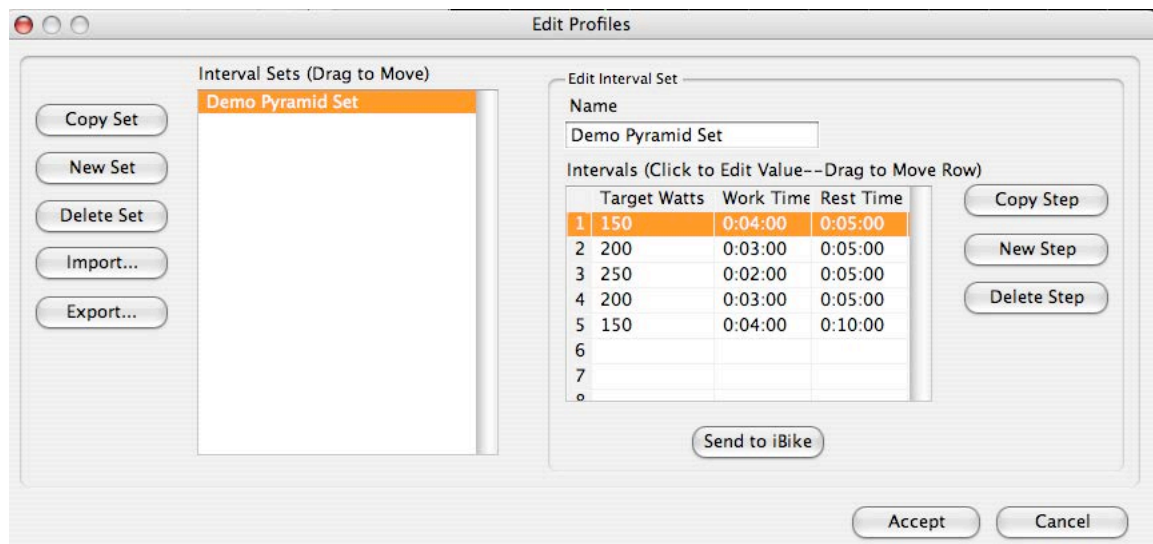 Edit Profiles
Interval Sets (Drag to Move)
Demo Pyramid Set
Copy Set
New Set
Delete Set
Import...
Export...
Edit Interval Set
Name
Demo Pyramid Set
Intervals (Click to Edit Value--Drag to Move Row)
Target Watts Work Time Rest Time
1 150 0:04:00 0:05:00
2 200 0:03:00 0:05:00
3 250 0:02:00 0:05:00
4 200 0:03:00 0:05:00
5 150 0:04:00 0:10:00
6
7
Copy Step
New Step
Delete Step
Send to iBike
Accept
Cancel